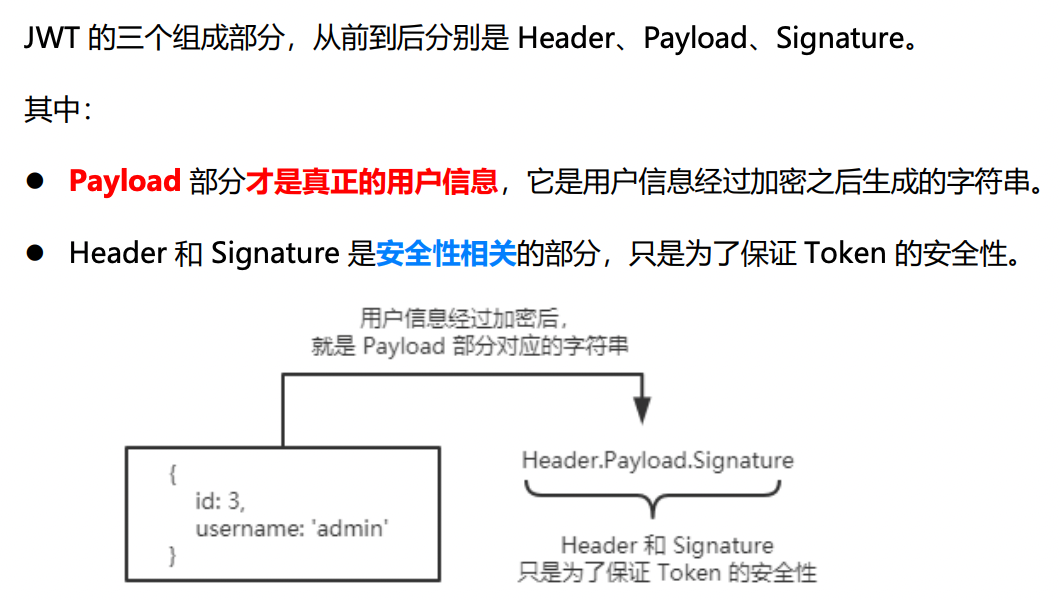 JWT 的三个组成部分，从前到后分别是 Header、Payload、Signature。
其中：
● Payload 部分才是真正的用户信息，它是用户信息经过加密之后生成的字符串。
● Header 和 Signature 是安全性相关的部分，只是为了保证 Token 的安全性。
用户信息经过加密后，
就是 Payload 部分对应的字符串
{
id: 3,
username: 'admin'
}
Header.Payload.Signature
Header 和 Signature
只是为了保证 Token 的安全性